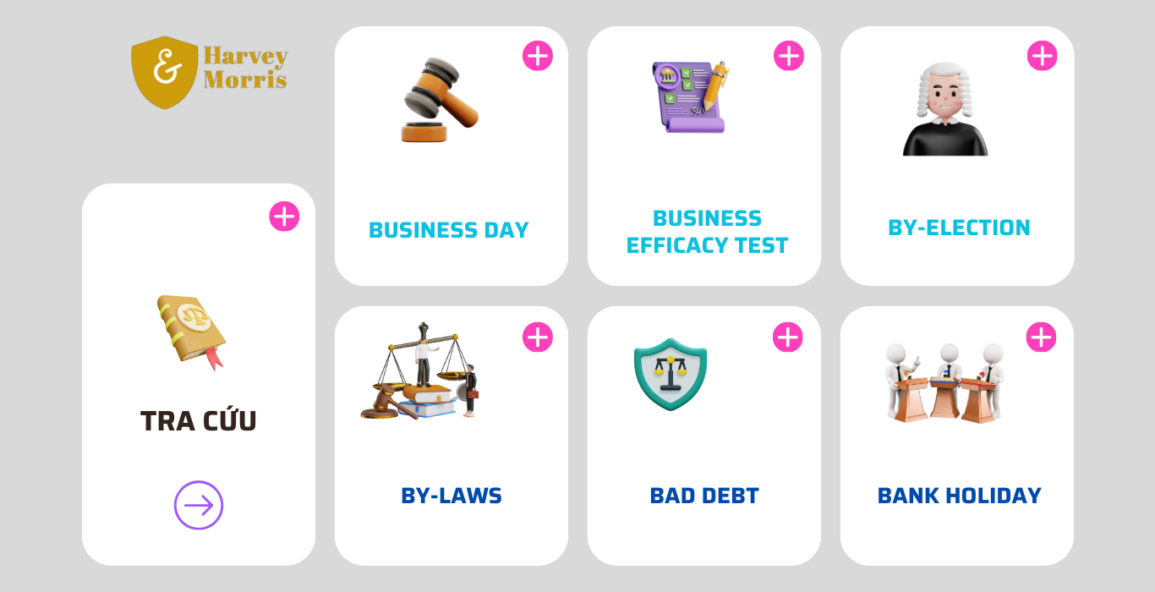 &
Harvey
Morris
TRA CỨU
BUSINESS DAY
BUSINESS
EFFICACY TEST
BY-ELECTION
BY-LAWS
BAD DEBT
BANK HOLIDAY